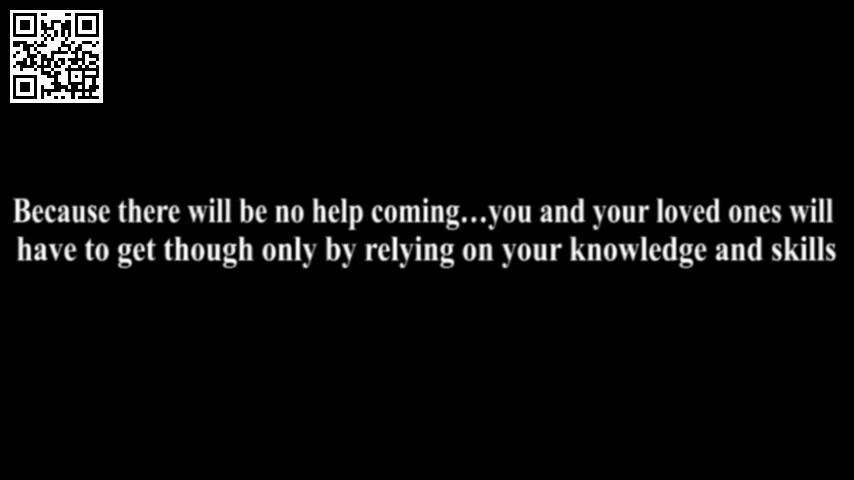 Because there will be no help coming...you and your loved ones will
have to get though only by relying on your knowledge and skills